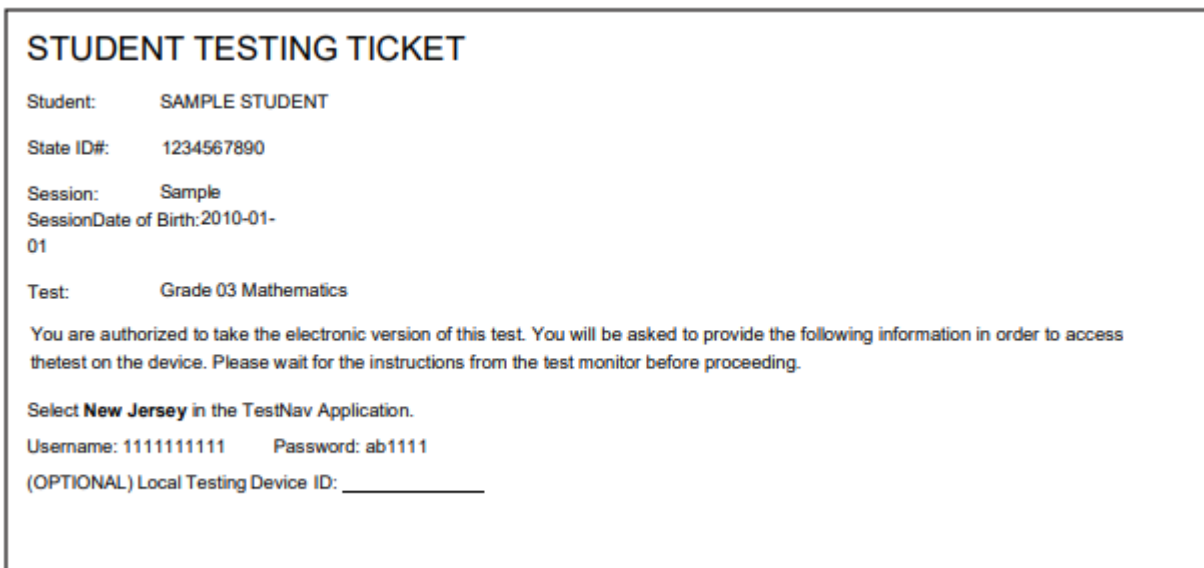 STUDENT TESTING TICKET
Student: SAMPLE STUDENT
State ID#: 1234567890
Session: Sample
SessionDate of Birth: 2010-01-
01
Test: Grade 03 Mathematics
You are authorized to take the electronic version of this test. You will be asked to provide the following information in order to access
thetest on the device. Please wait for the instructions from the test monitor before proceeding.
Select New Jersey in the TestNav Application.
Username: 1111111111 Password: ab1111
(OPTIONAL) Local Testing Device ID: ______________